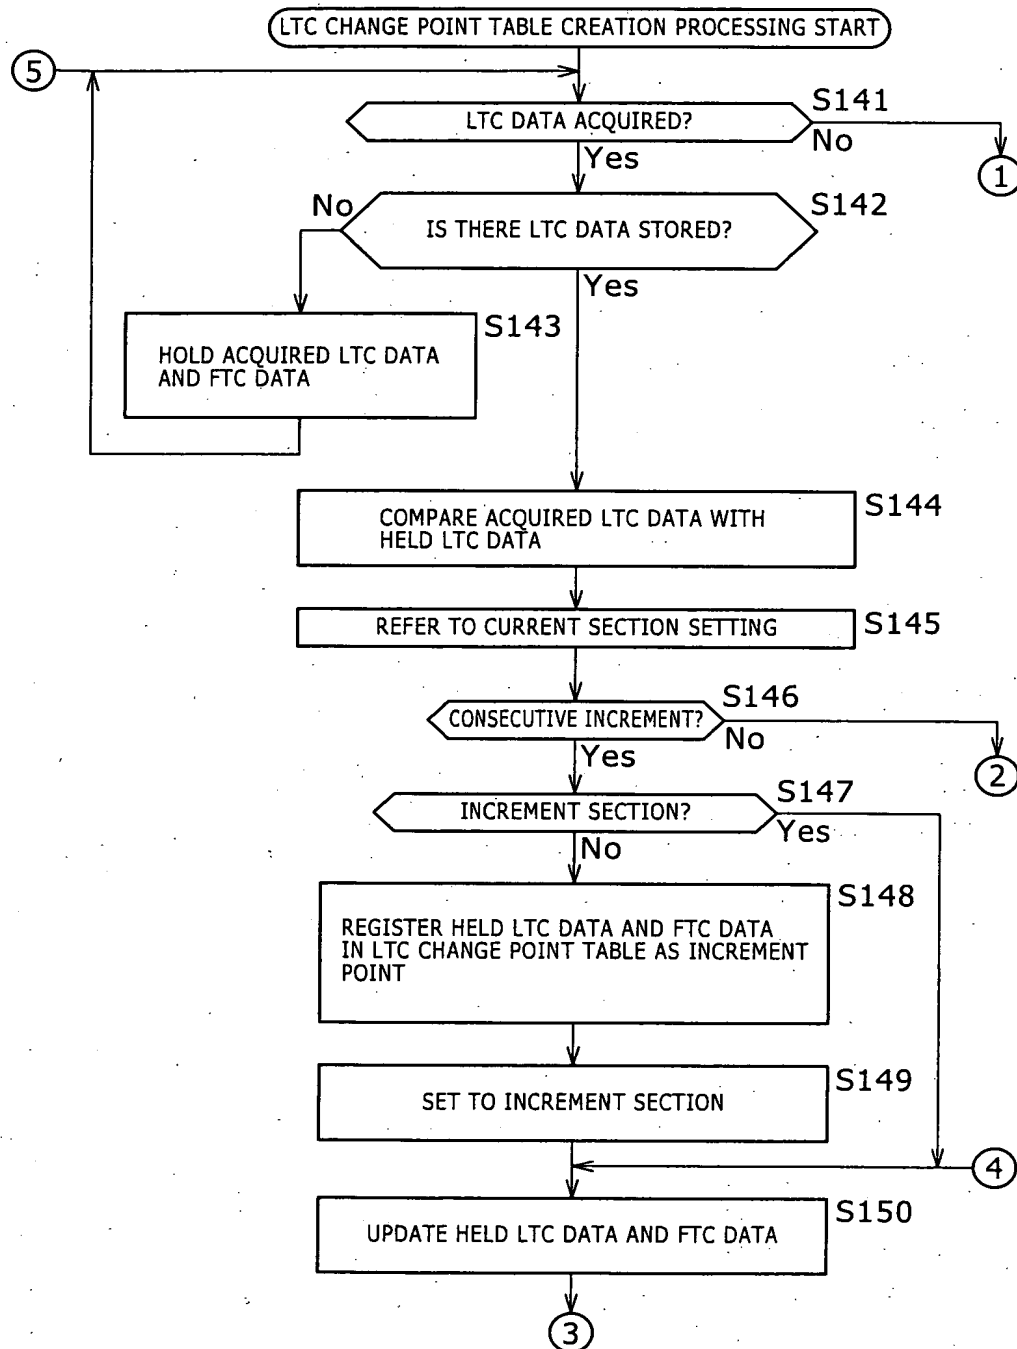 LTC CHANGE POINT TABLE CREATION PROCESSING START
5
S141
LTC DATA ACQUIRED?
No
Yes
1
No
S142
IS THERE LTC DATA STORED?
Yes
S143
HOLD ACQUIRED LTC DATA
AND FTC DATA
S144
COMPARE ACQUIRED LTC DATA WITH
HELD LTC DATA
S145
REFER TO CURRENT SECTION SETTING
S146
CONSECUTIVE INCREMENT?
No
Yes
2
S147
INCREMENT SECTION?
Yes
No
S148
REGISTER HELD LTC DATA AND FTC DATA
IN LTC CHANGE POINT TABLE AS INCREMENT
POINT
S149
SET TO INCREMENT SECTION
4
S150
UPDATE HELD LTC DATA AND FTC DATA
3